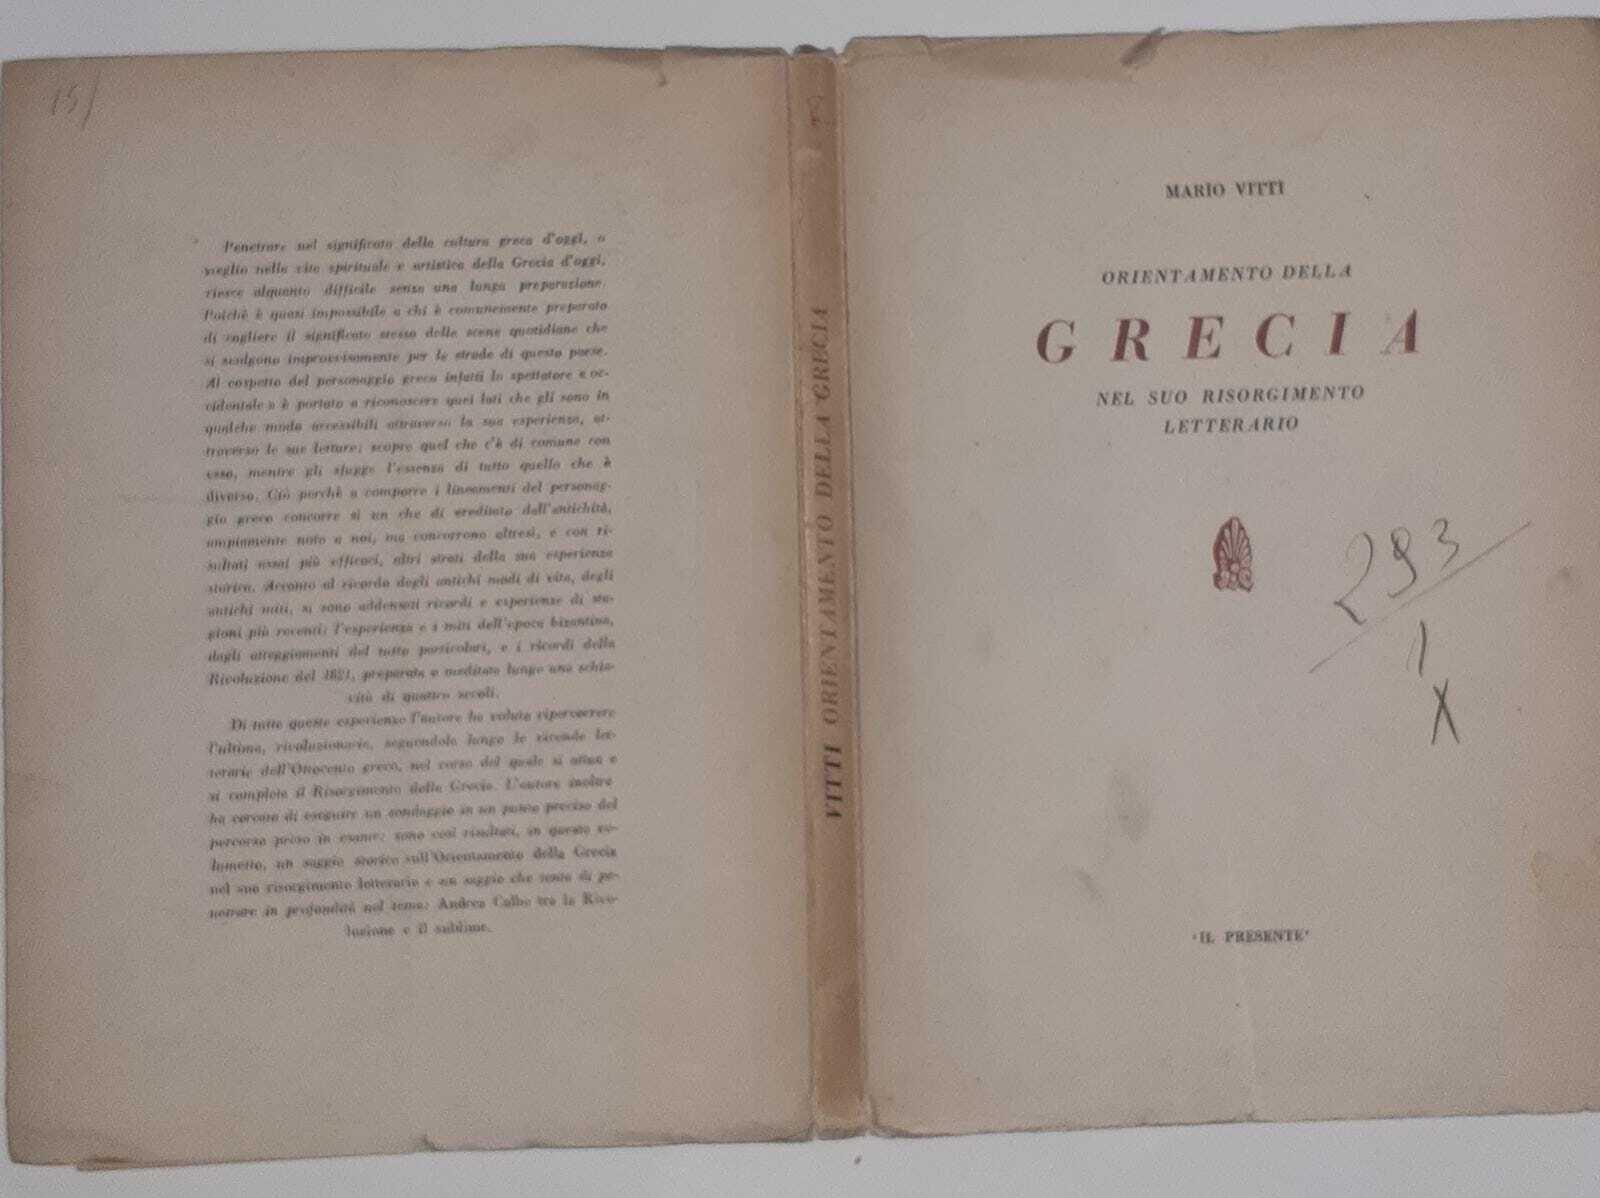 151
Penetrare nel significato della cultura greca d'oggi, o
meglio nella vita spirituale e artistica della Grecia d'oggi,
riesce alquanto difficile senza una lunga preparazione.
Poichè è quasi impossibile a chi è comunemente preparato
di cogliere il significato stesso delle scene quotidiane che
si svolgono improvvisamente per le strade di questo paese.
Al cospetto del personaggio greco infatti lo spettatore « oc-
cidentale » è portato a riconoscere quei lati che gli sono in
qualche modo accessibili attraverso la sua esperienza, at-
traverso le sue letture; scopre quel che c'è di comune con
esso, mentre gli sfugge l'essenza di tutto quello che è
diverso. Ciò perchè a comporre i lineamenti del personag-
gio greco concorre sì un che di ereditato dall'antichità,
ampiamente noto a noi, ma concorrono altresì, e con ri-
sultati assai più efficaci, altri strati della sua esperienza
storica. Accanto al ricordo degli antichi modi di vita, degli
antichi miti, si sono addensati ricordi e esperienze di sta-
gioni più recenti: l'esperienza e i miti dell'epoca bizantina,
dagli atteggiamenti del tutto particolari, e i ricordi della
Rivoluzione del 1821, preparata e meditata lungo una schia-
vitù di quattro secoli.
Di tutte queste esperienze l'autore ha voluto ripercorrere
l'ultima, rivoluzionaria, seguendola lungo le vicende let-
terarie dell'Ottocento greco, nel corso del quale si attua e
si completa il Risorgimento della Grecia. L'autore inoltre
ha cercato di eseguire un sondaggio in un punto preciso del
percorso preso in esame: sono così risultati, in questo vo-
lumetto, un saggio storico sull'Orientamento della Grecia
nel suo risorgimento letterario e un saggio che tenta di pe-
netrare in profondità nel tema: Andrea Calbo tra la Rivo-
luzione e il sublime.
VITTI ORIENTAMENTO DELLA GRECIA
MARIO VITTI
ORIENTAMENTO DELLA
GRECIA
NEL SUO RISORGIMENTO
LETTERARIO
293
1
X
'IL PRESENTE'